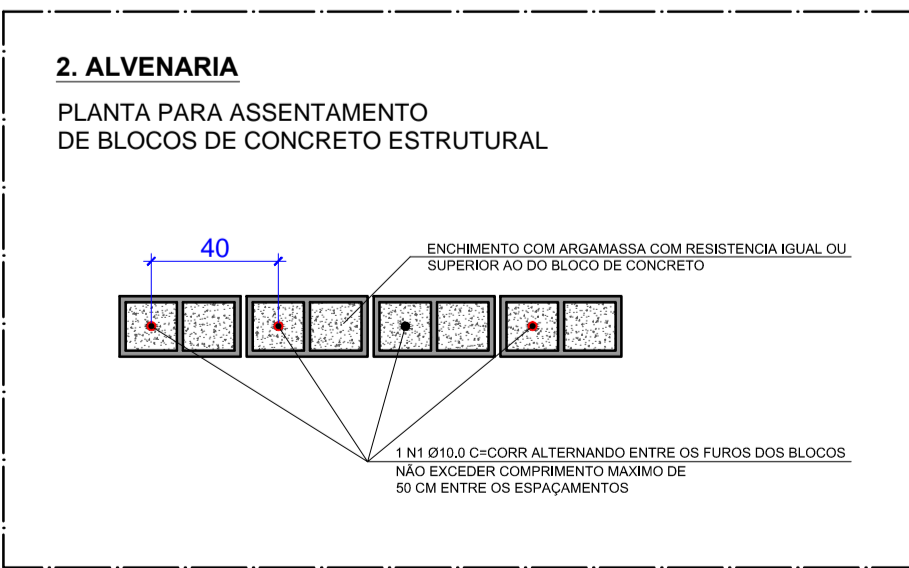 2. ALVENARIA
PLANTA PARA ASSENTAMENTO
DE BLOCOS DE CONCRETO ESTRUTURAL
40
ENCHIMENTO COM ARGAMASSA COM RESISTENCIA IGUAL OU
SUPERIOR AO DO BLOCO DE CONCRETO
1 N1 Ø10.0 C=CORR ALTERNANDO ENTRE OS FUROS DOS BLOCOS
NÃO EXCEDER COMPRIMENTO MAXIMO DE
50 CM ENTRE OS ESPAÇAMENTOS